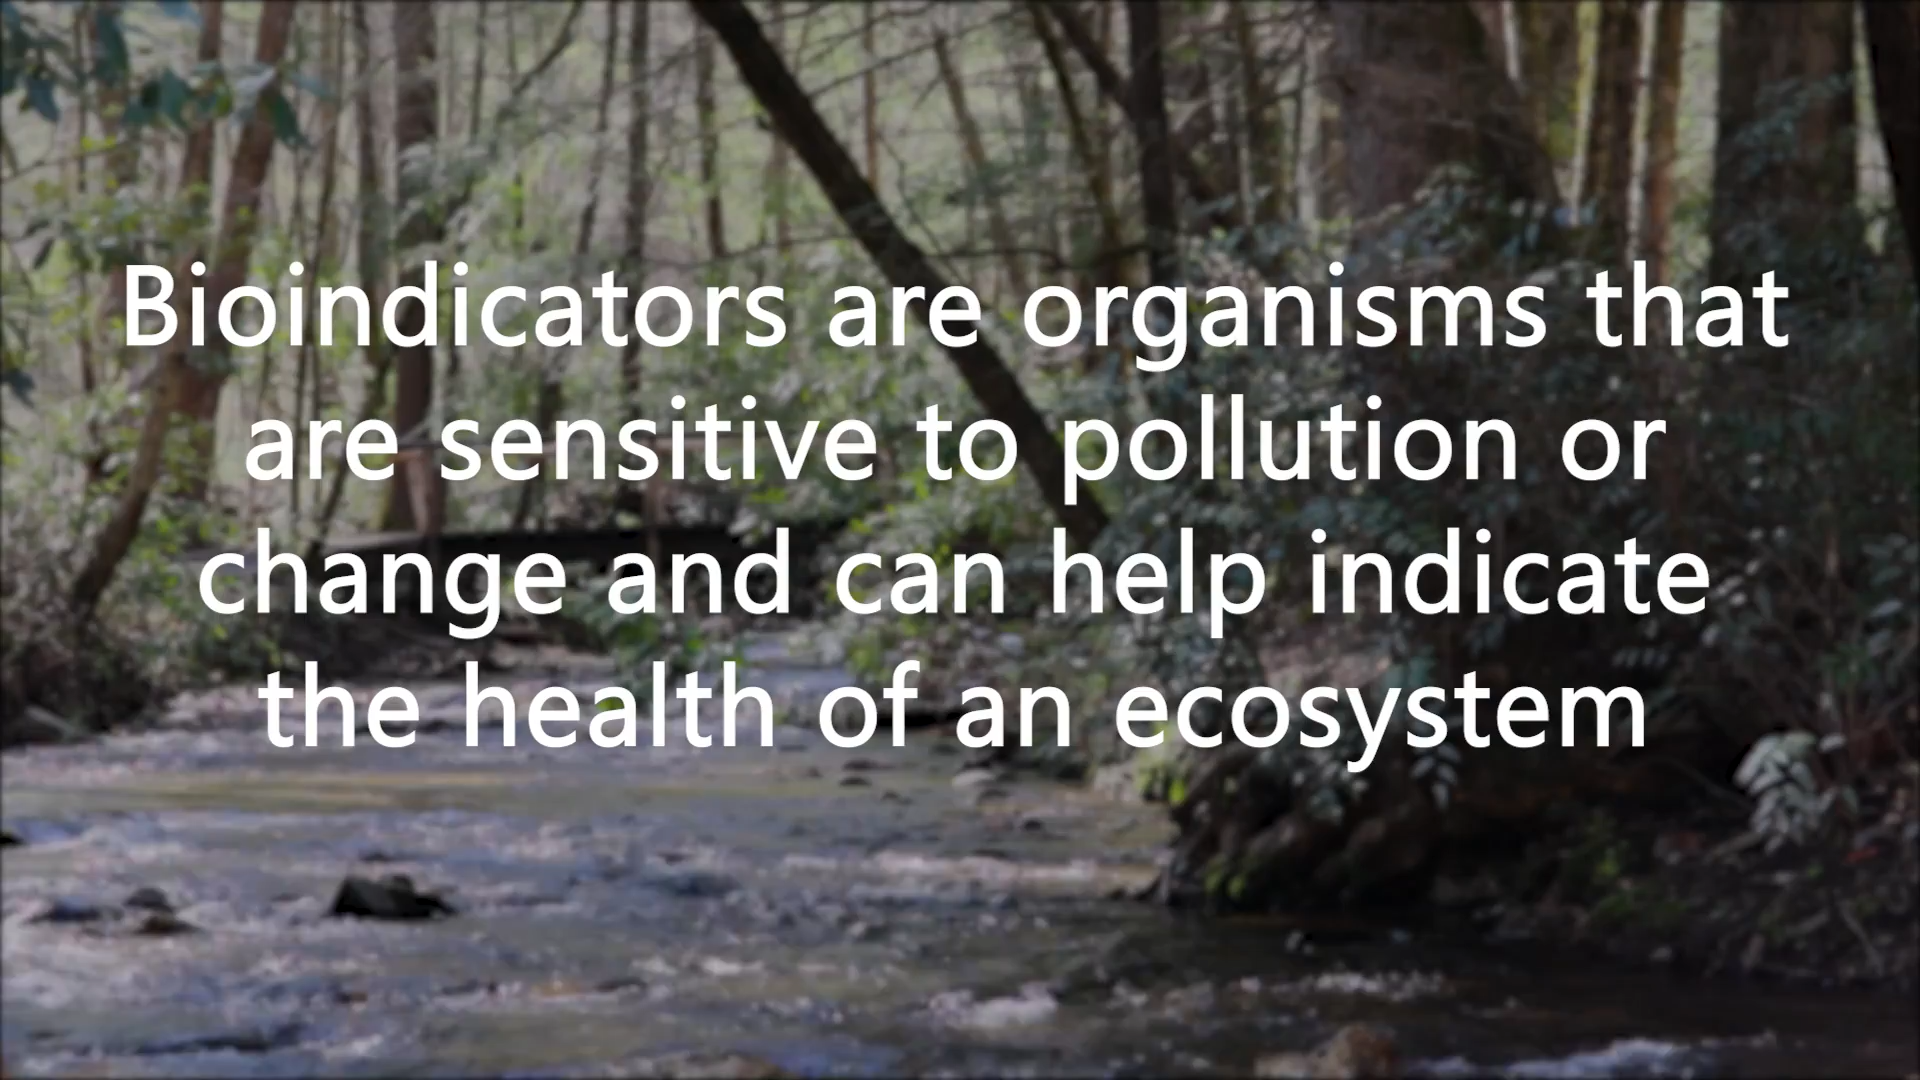 Bioindicators are organisms that
are sensitive to pollution or
change and can help indicate
the health of an ecosystem